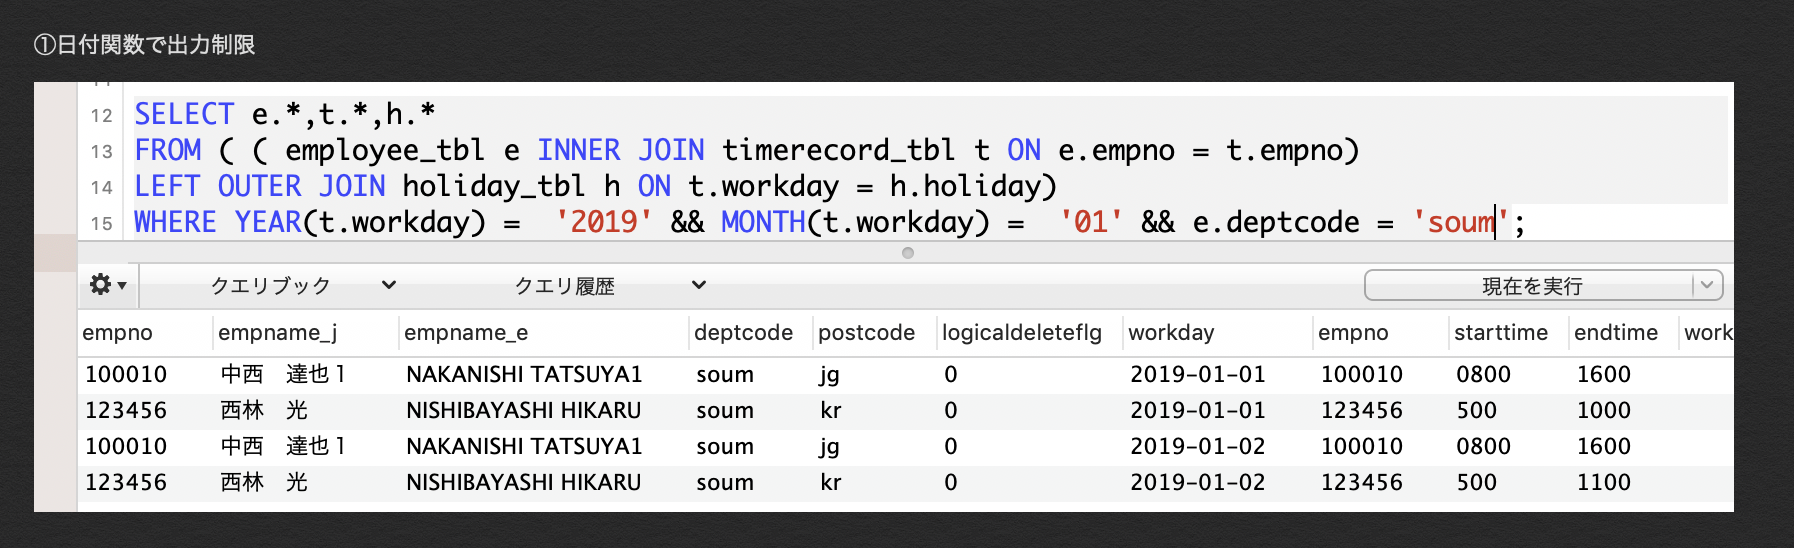 ①日付関数で出力制限
12 SELECT e.*,t.*,h.*
13 FROM ( ( employee_tbl e INNER JOIN timerecord_tbl t ON e.empno = t.empno)
14 LEFT OUTER JOIN holiday_tbl h ON t.workday = h.holiday)
15 WHERE YEAR(t.workday) =  '2019' && MONTH(t.workday) =  '01' && e.deptcode = 'soum';
クエリブック クエリ履歴 現在を実行
empno empname_j empname_e deptcode postcode logicaldeleteflg workday empno starttime endtime work
100010 中西　達也１ NAKANISHI TATSUYA1 soum jg 0 2019-01-01 100010 0800 1600
123456 西林　光 NISHIBAYASHI HIKARU soum kr 0 2019-01-01 123456 500 1000
100010 中西　達也１ NAKANISHI TATSUYA1 soum jg 0 2019-01-02 100010 0800 1600
123456 西林　光 NISHIBAYASHI HIKARU soum kr 0 2019-01-02 123456 500 1100